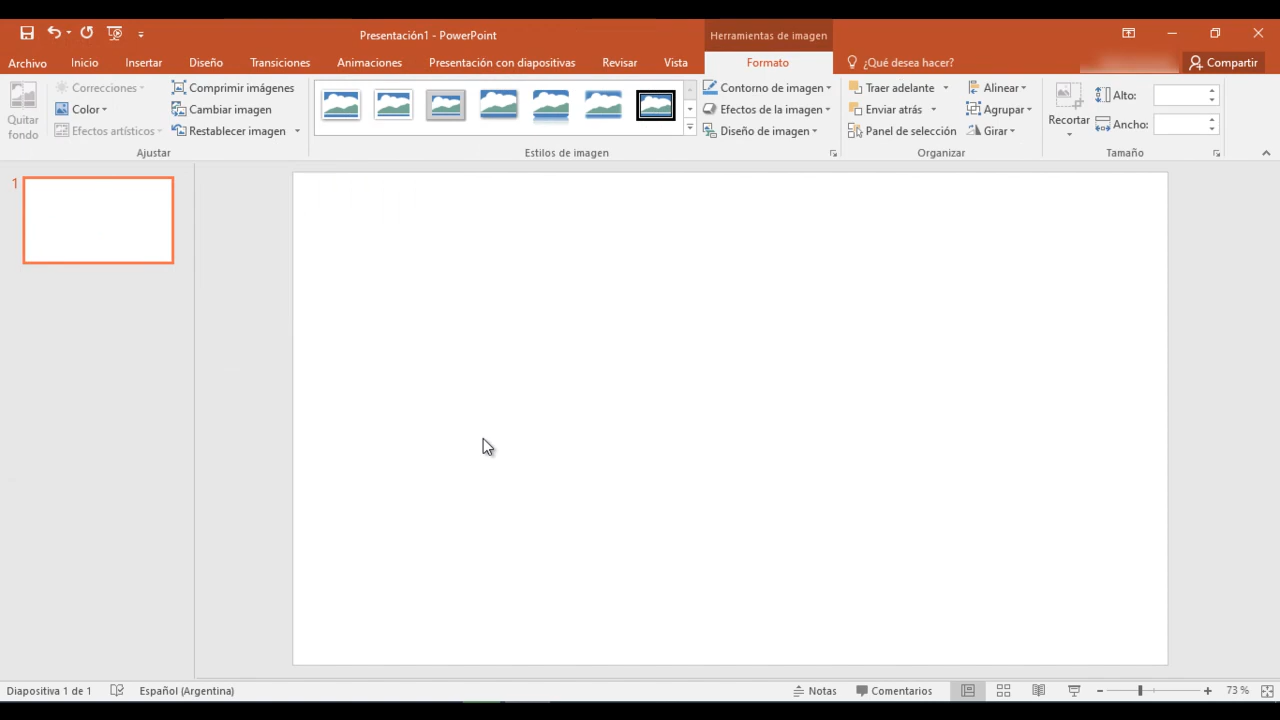 Presentación1 - PowerPoint
Herramientas de imagen
Archivo Inicio Insertar Diseño Transiciones Animaciones Presentación con diapositivas Revisar Vista Formato ¿Qué desea hacer? Compartir
Quitar fondo
Correcciones
Color
Efectos artísticos
Comprimir imágenes
Cambiar imagen
Restablecer imagen
Ajustar
Estilos de imagen
Contorno de imagen
Efectos de la imagen
Diseño de imagen
Traer adelante
Enviar atrás
Panel de selección
Alinear
Agrupar
Girar
Organizar
Recortar
Alto:
Ancho:
Tamaño
1
Diapositiva 1 de 1 Español (Argentina) Notas Comentarios 73 %